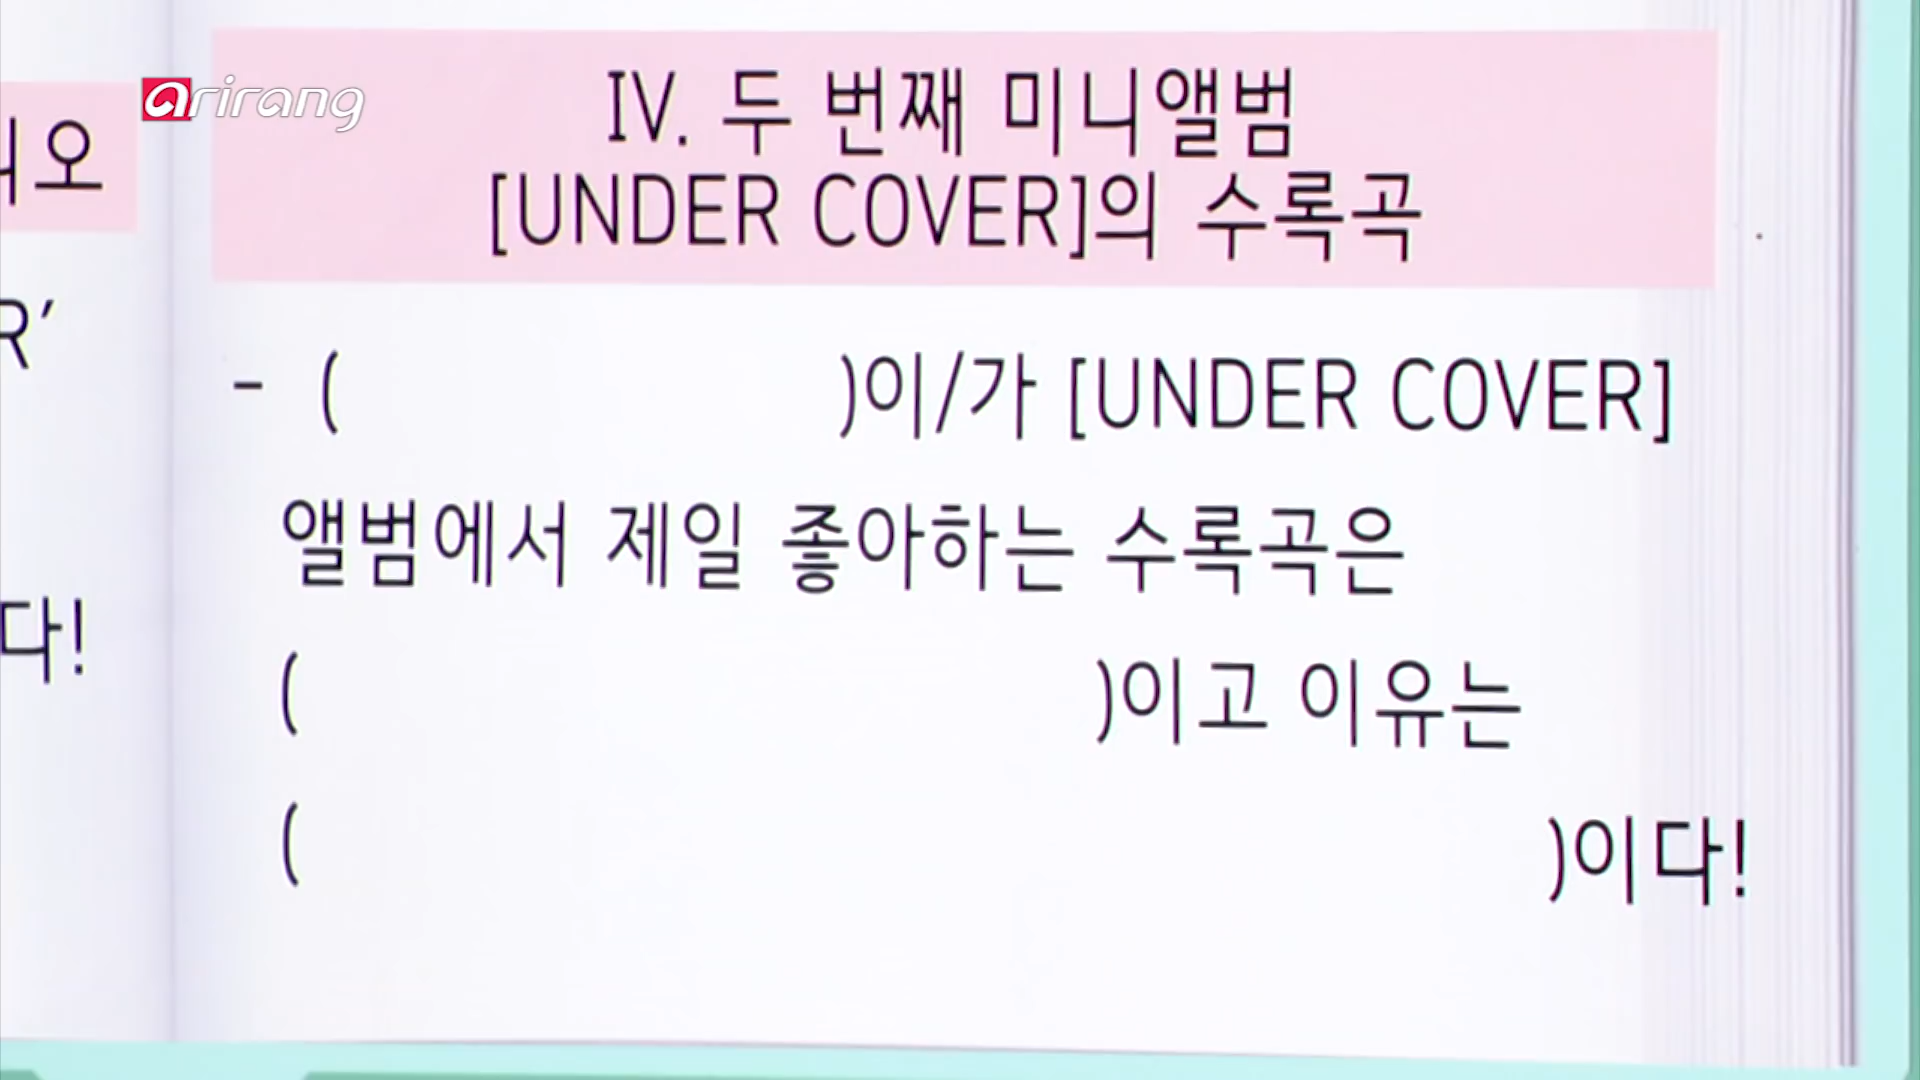 arirang
IV. 두 번째 미니앨범
[UNDER COVER]의 수록곡
- ( )이/가 [UNDER COVER]
앨범에서 제일 좋아하는 수록곡은
( )이고 이유는
( )이다!
오
R’
다!